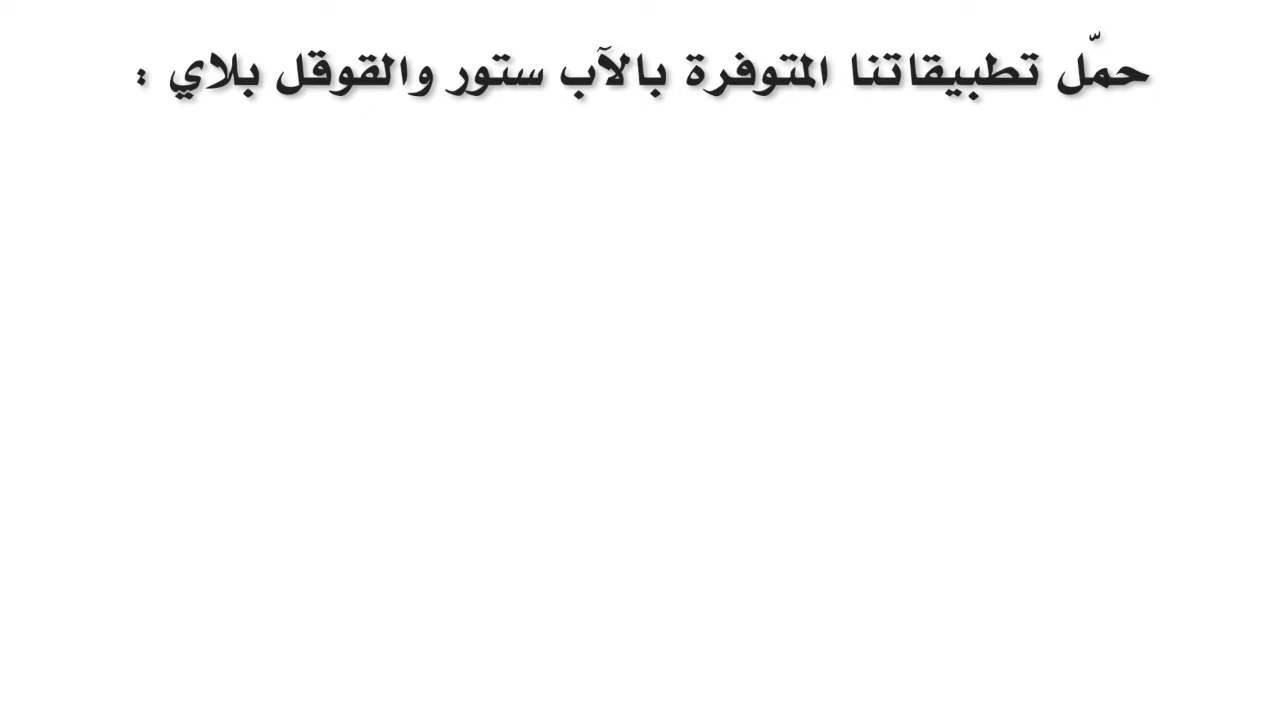 حمّل تطبيقاتنا المتوفرة بالآب ستور والقوقل بلاي :